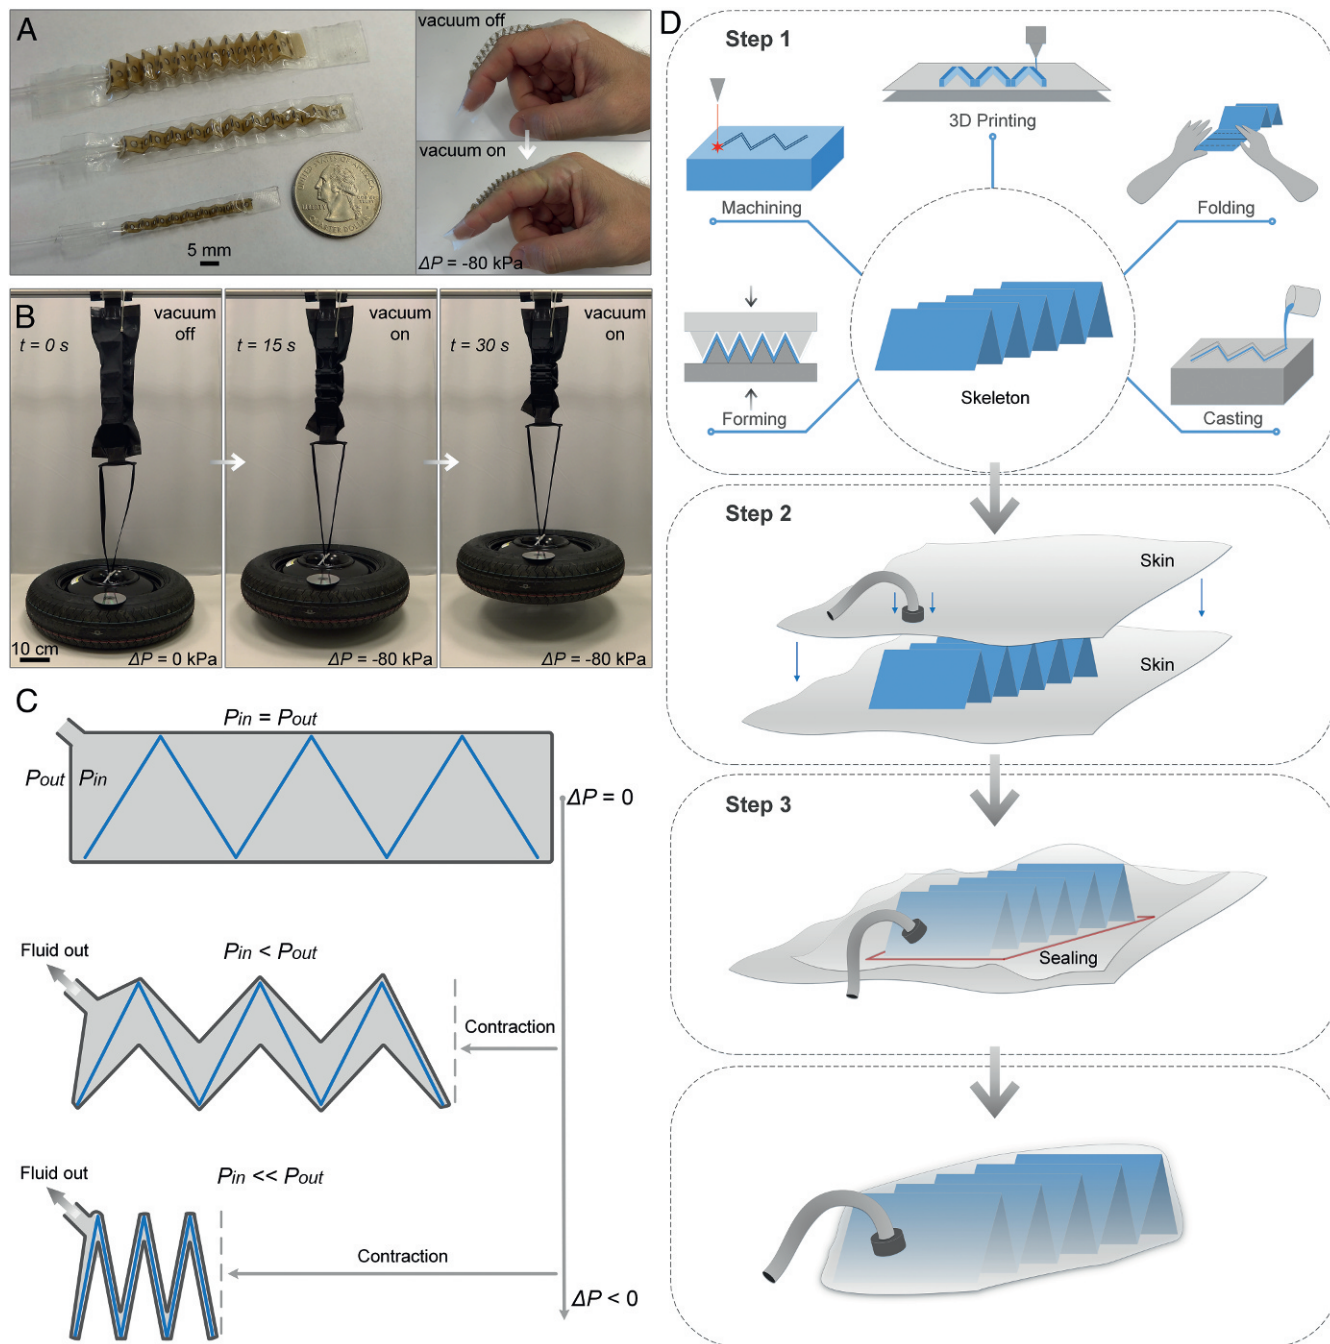 A
vacuum off
vacuum on
5 mm
ΔP = -80 kPa
B
vacuum off
t = 0 s
ΔP = 0 kPa
10 cm
vacuum on
t = 15 s
ΔP = -80 kPa
vacuum on
t = 30 s
ΔP = -80 kPa
C
Pin = Pout
Pout Pin
ΔP = 0
Fluid out
Pin < Pout
Contraction
Fluid out
Pin << Pout
Contraction
ΔP < 0
D
Step 1
3D Printing
Machining
Folding
Forming
Skeleton
Casting
Step 2
Skin
Skin
Step 3
Sealing